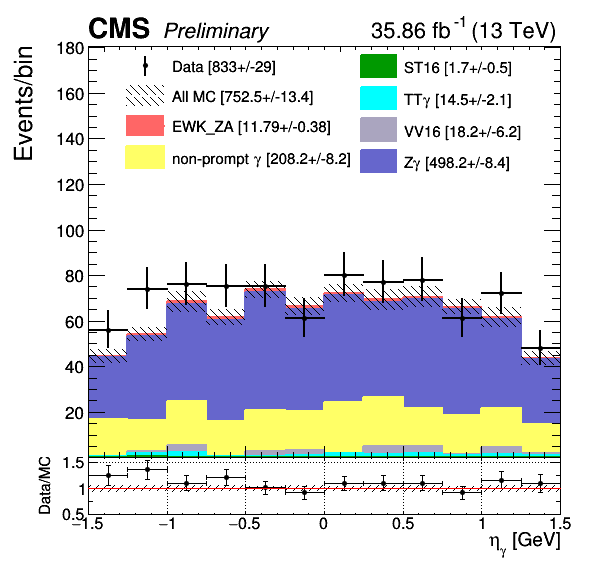 CMS Preliminary 35.86 fb⁻¹ (13 TeV)
Events/bin
180
160
140
120
100
80
60
40
20
Data [833+/-29]
All MC [752.5+/-13.4]
EWK_ZA [11.79+/-0.38]
non-prompt γ [208.2+/-8.2]
ST16 [1.7+/-0.5]
TTγ [14.5+/-2.1]
VV16 [18.2+/-6.2]
Zγ [498.2+/-8.4]
Data/MC
1.5
1
0.5
−1.5 −1 −0.5 0 0.5 1 1.5
ηγ [GeV]